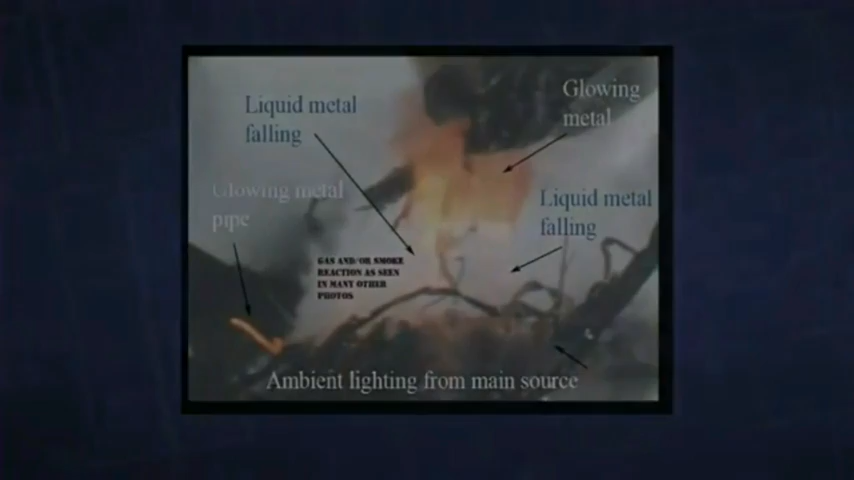 Liquid metal
falling
Glowing
metal
Glowing metal
pipe
Liquid metal
falling
GAS AND/OR SMOKE
REACTION AS SEEN
IN MANY OTHER
PHOTOS
Ambient lighting from main source